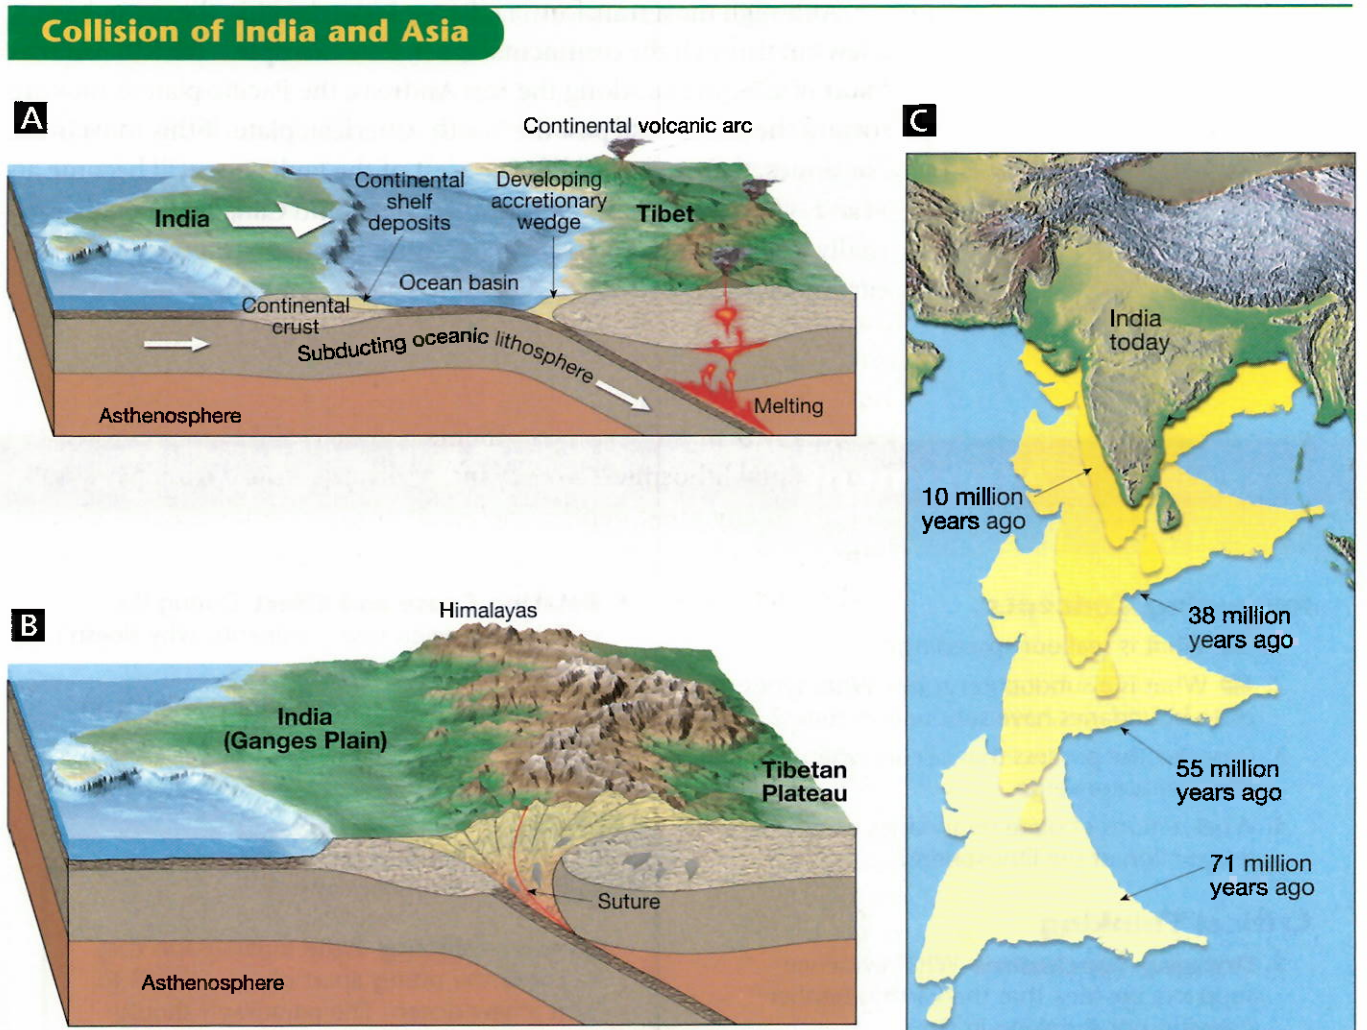 Collision of India and Asia
A
Continental volcanic arc
India
Continental
shelf
deposits
Developing
accretionary
wedge
Tibet
Ocean basin
Continental
crust
Subducting oceanic lithosphere
Asthenosphere
Melting
B
Himalayas
India
(Ganges Plain)
Tibetan
Plateau
Suture
Asthenosphere
C
India
today
10 million
years ago
38 million
years ago
55 million
years ago
71 million
years ago